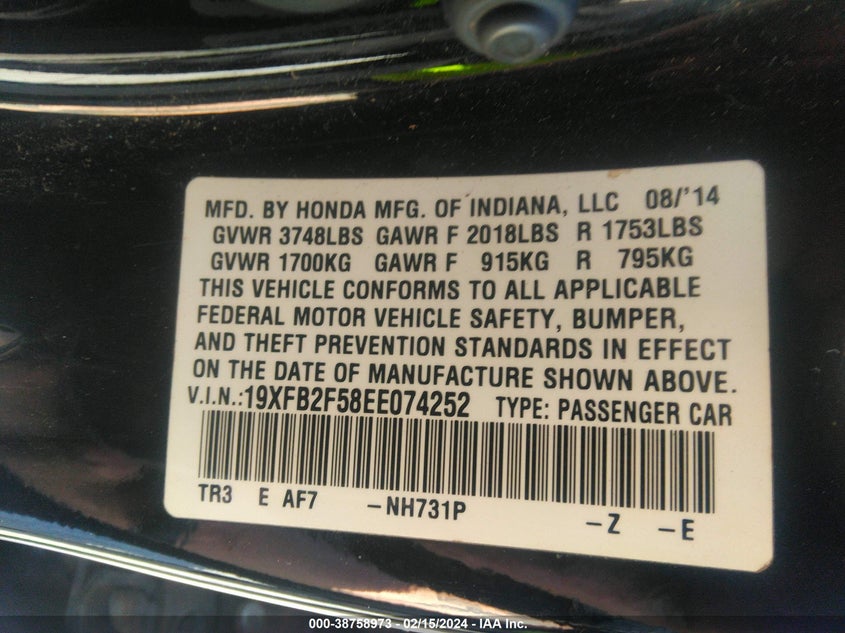 MFD. BY HONDA MFG. OF INDIANA, LLC 08/'14
GVWR 3748LBS GAWR F 2018LBS R 1753LBS
GVWR 1700KG GAWR F 915KG R 795KG
THIS VEHICLE CONFORMS TO ALL APPLICABLE
FEDERAL MOTOR VEHICLE SAFETY, BUMPER,
AND THEFT PREVENTION STANDARDS IN EFFECT
ON THE DATE OF MANUFACTURE SHOWN ABOVE.
V.I.N.:19XFB2F58EE074252 TYPE: PASSENGER CAR
TR3 E AF7 -NH731P -Z -E
000-38758973 - 02/15/2024 - IAA Inc.